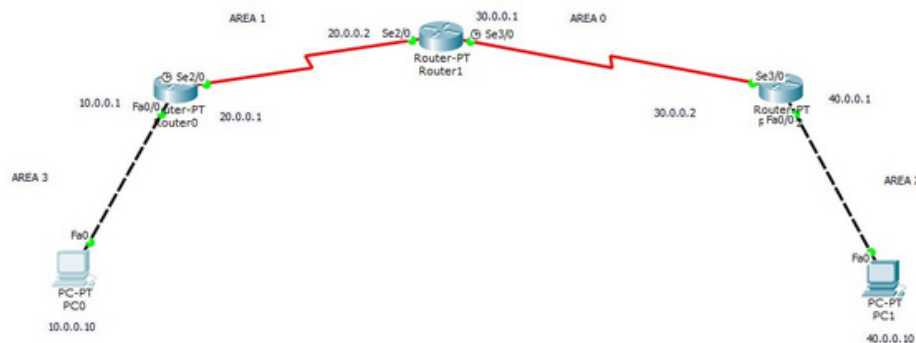 AREA 1
30.0.0.1
AREA 0
20.0.0.2
Se2/0
Se3/0
Router-PT
Router1
Se2/0
Se3/0
10.0.0.1
Fa0/0
Router0
20.0.0.1
30.0.0.2
Router-PT
Fa0/0
40.0.0.1
AREA 3
AREA
Fa0
Fa0
PC-PT
PC0
PC-PT
PC1
10.0.0.10
40.0.0.10